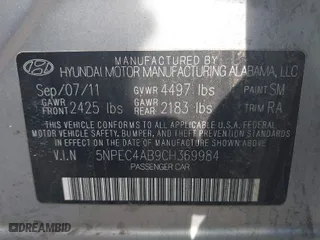 MANUFACTURED BY
HYUNDAI MOTOR MANUFACTURING ALABAMA, LLC
Sep/07/11 GVWR 4497 lbs PAINT SM
GAWR FRONT 2425 lbs GAWR REAR 2183 lbs TRIM RA
THIS VEHICLE CONFORMS TO ALL APPLICABLE U.S.A. FEDERAL
MOTOR VEHICLE SAFETY, BUMPER, AND THEFT PREVENTION
STANDARDS IN EFFECT ON THE DATE OF MANUFACTURE SHOWN ABOVE.
V.I.N 5NPEC4AB9CH369984
PASSENGER CAR
DREAMBID.COM